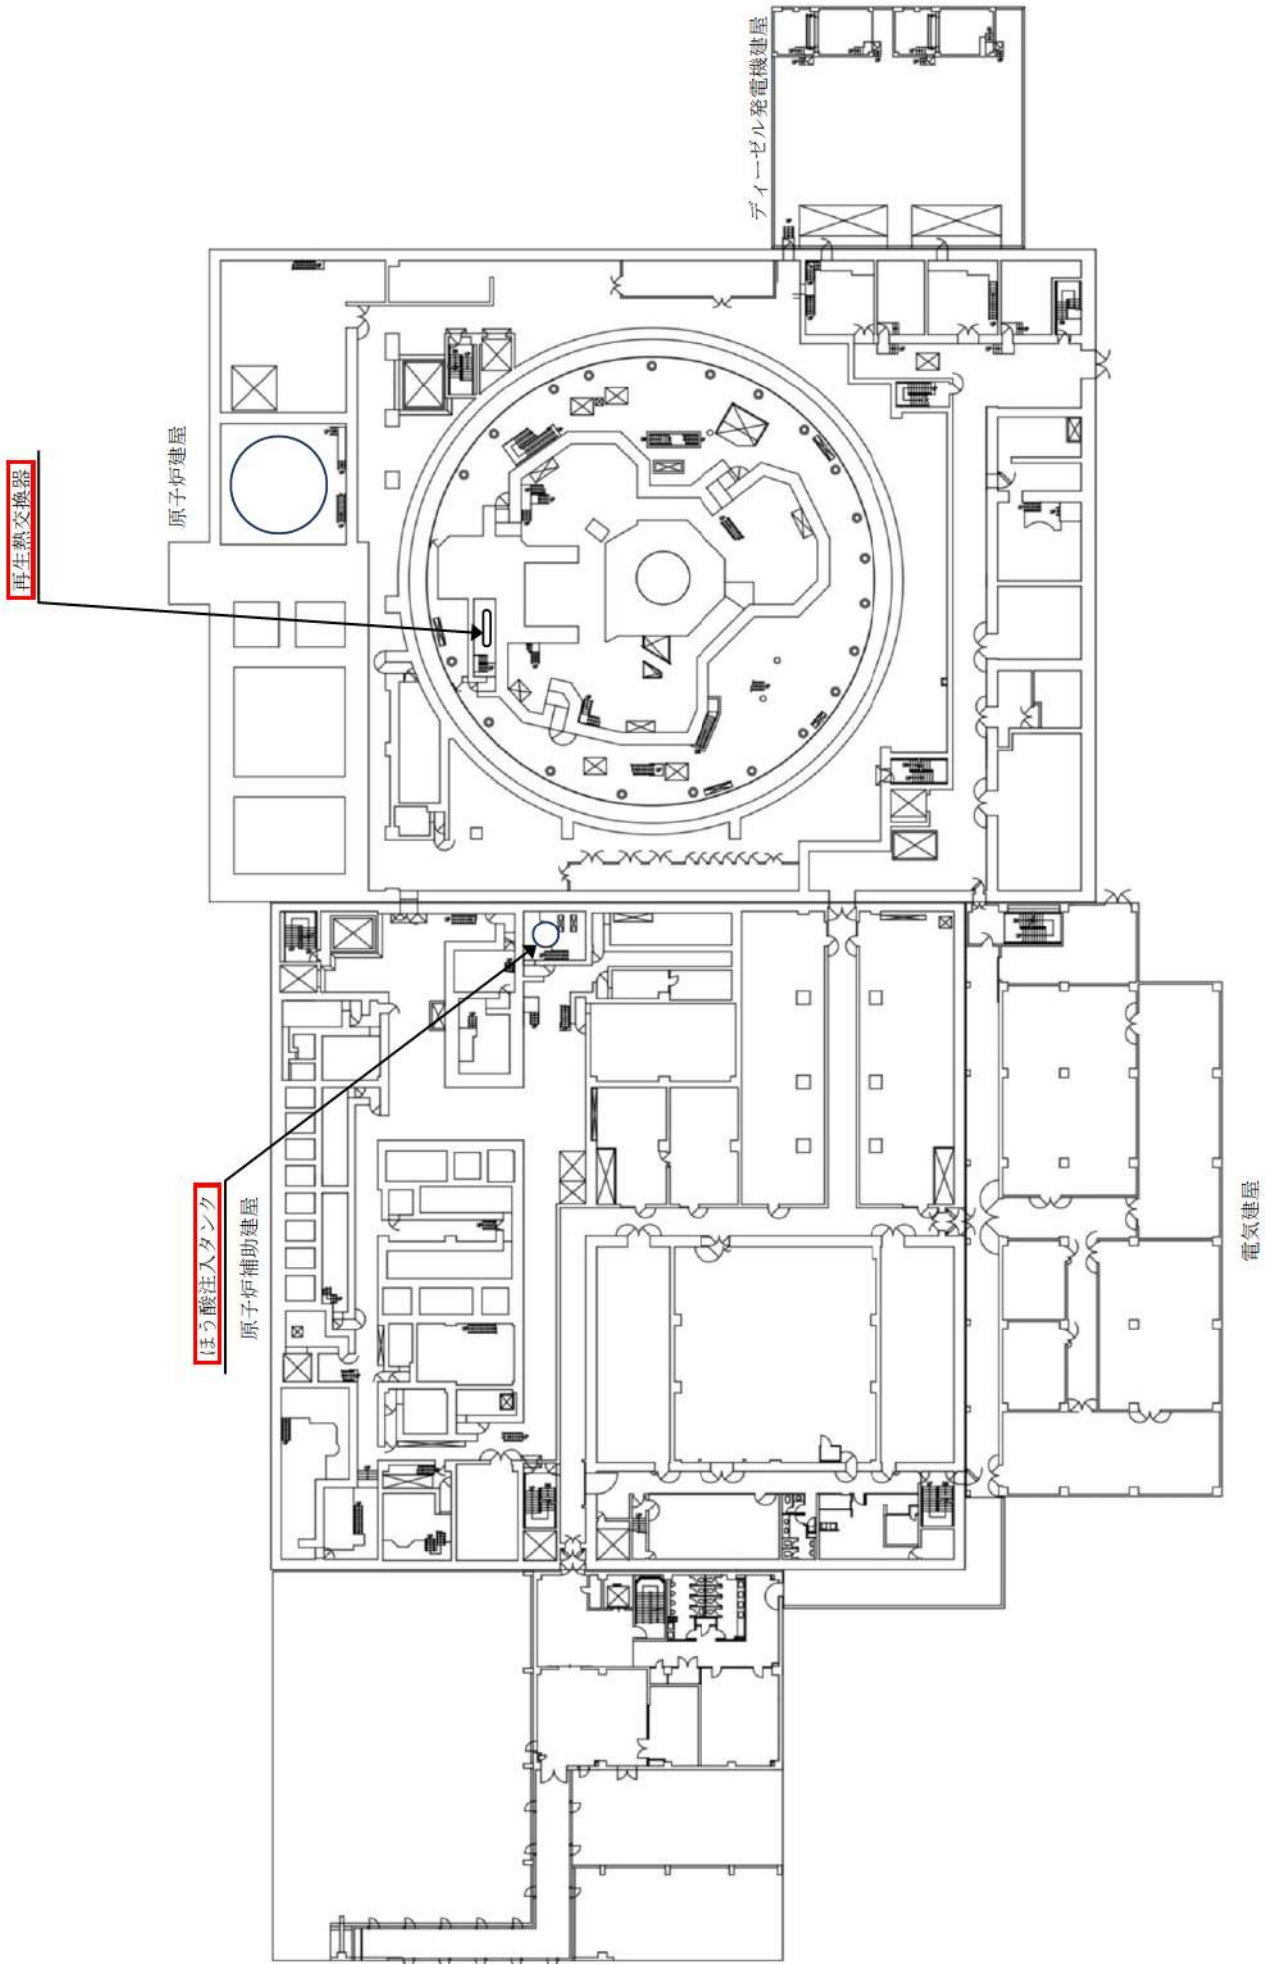 再生熱交換器
原子炉建屋
ディーゼル発電機建屋
ほう酸注入タンク
原子炉補助建屋
電気建屋